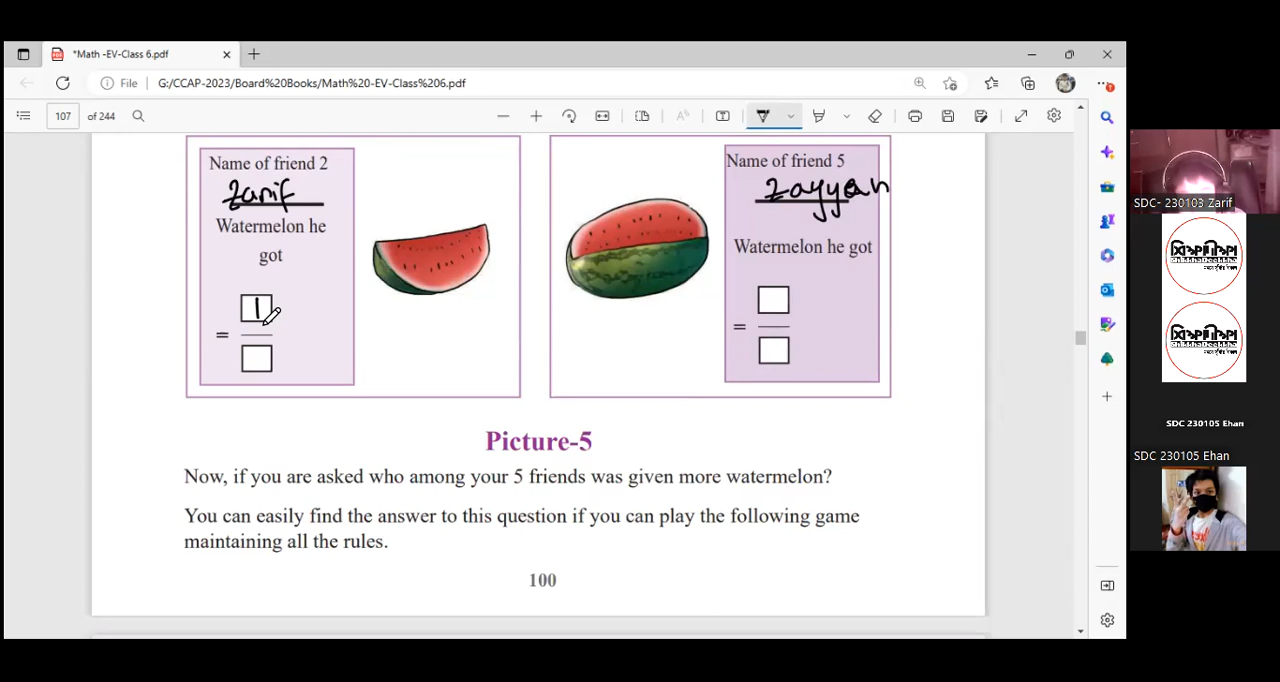 *Math -EV-Class 6.pdf
File
G:/CCAP-2023/Board%20Books/Math%20-EV-Class%206.pdf
107 of 244
Name of friend 2
Zarif
Watermelon he
got
1
=
Name of friend 5
Zayyan
Watermelon he got
=
Picture-5
Now, if you are asked who among your 5 friends was given more watermelon?
You can easily find the answer to this question if you can play the following game
maintaining all the rules.
100
SDC- 230103 Zarif
SDC 230105 Ehan
SDC 230105 Ehan